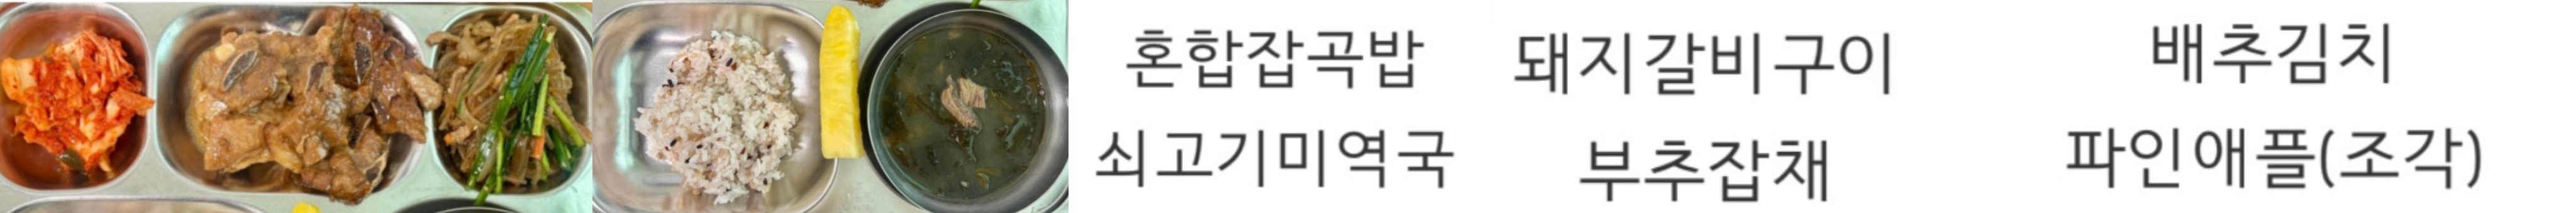 혼합잡곡밥
쇠고기미역국
돼지갈비구이
부추잡채
배추김치
파인애플(조각)